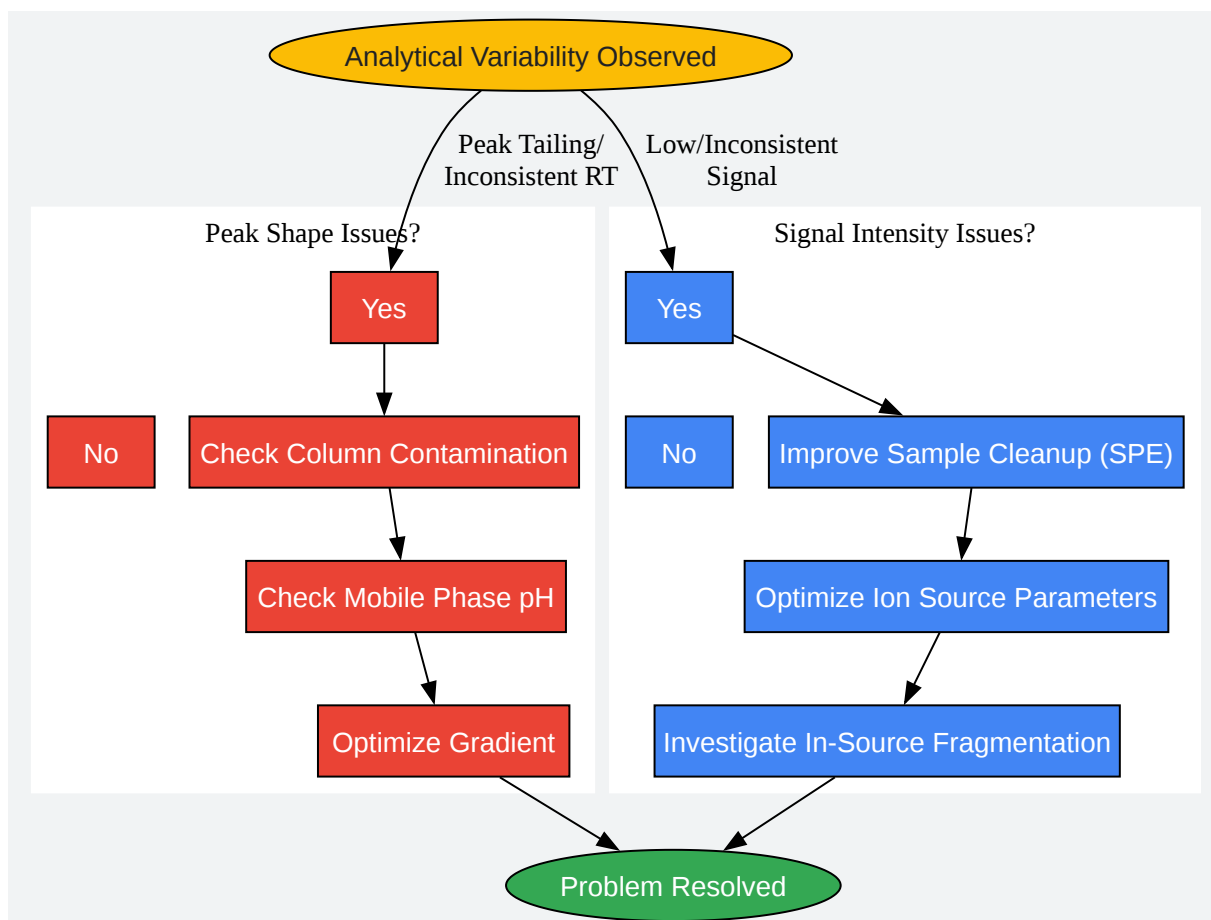 Analytical Variability Observed
Peak Tailing/
Inconsistent RT
Low/Inconsistent
Signal
Peak Shape Issues?
Yes
No
Check Column Contamination
Check Mobile Phase pH
Optimize Gradient
Signal Intensity Issues?
Yes
No
Improve Sample Cleanup (SPE)
Optimize Ion Source Parameters
Investigate In-Source Fragmentation
Problem Resolved